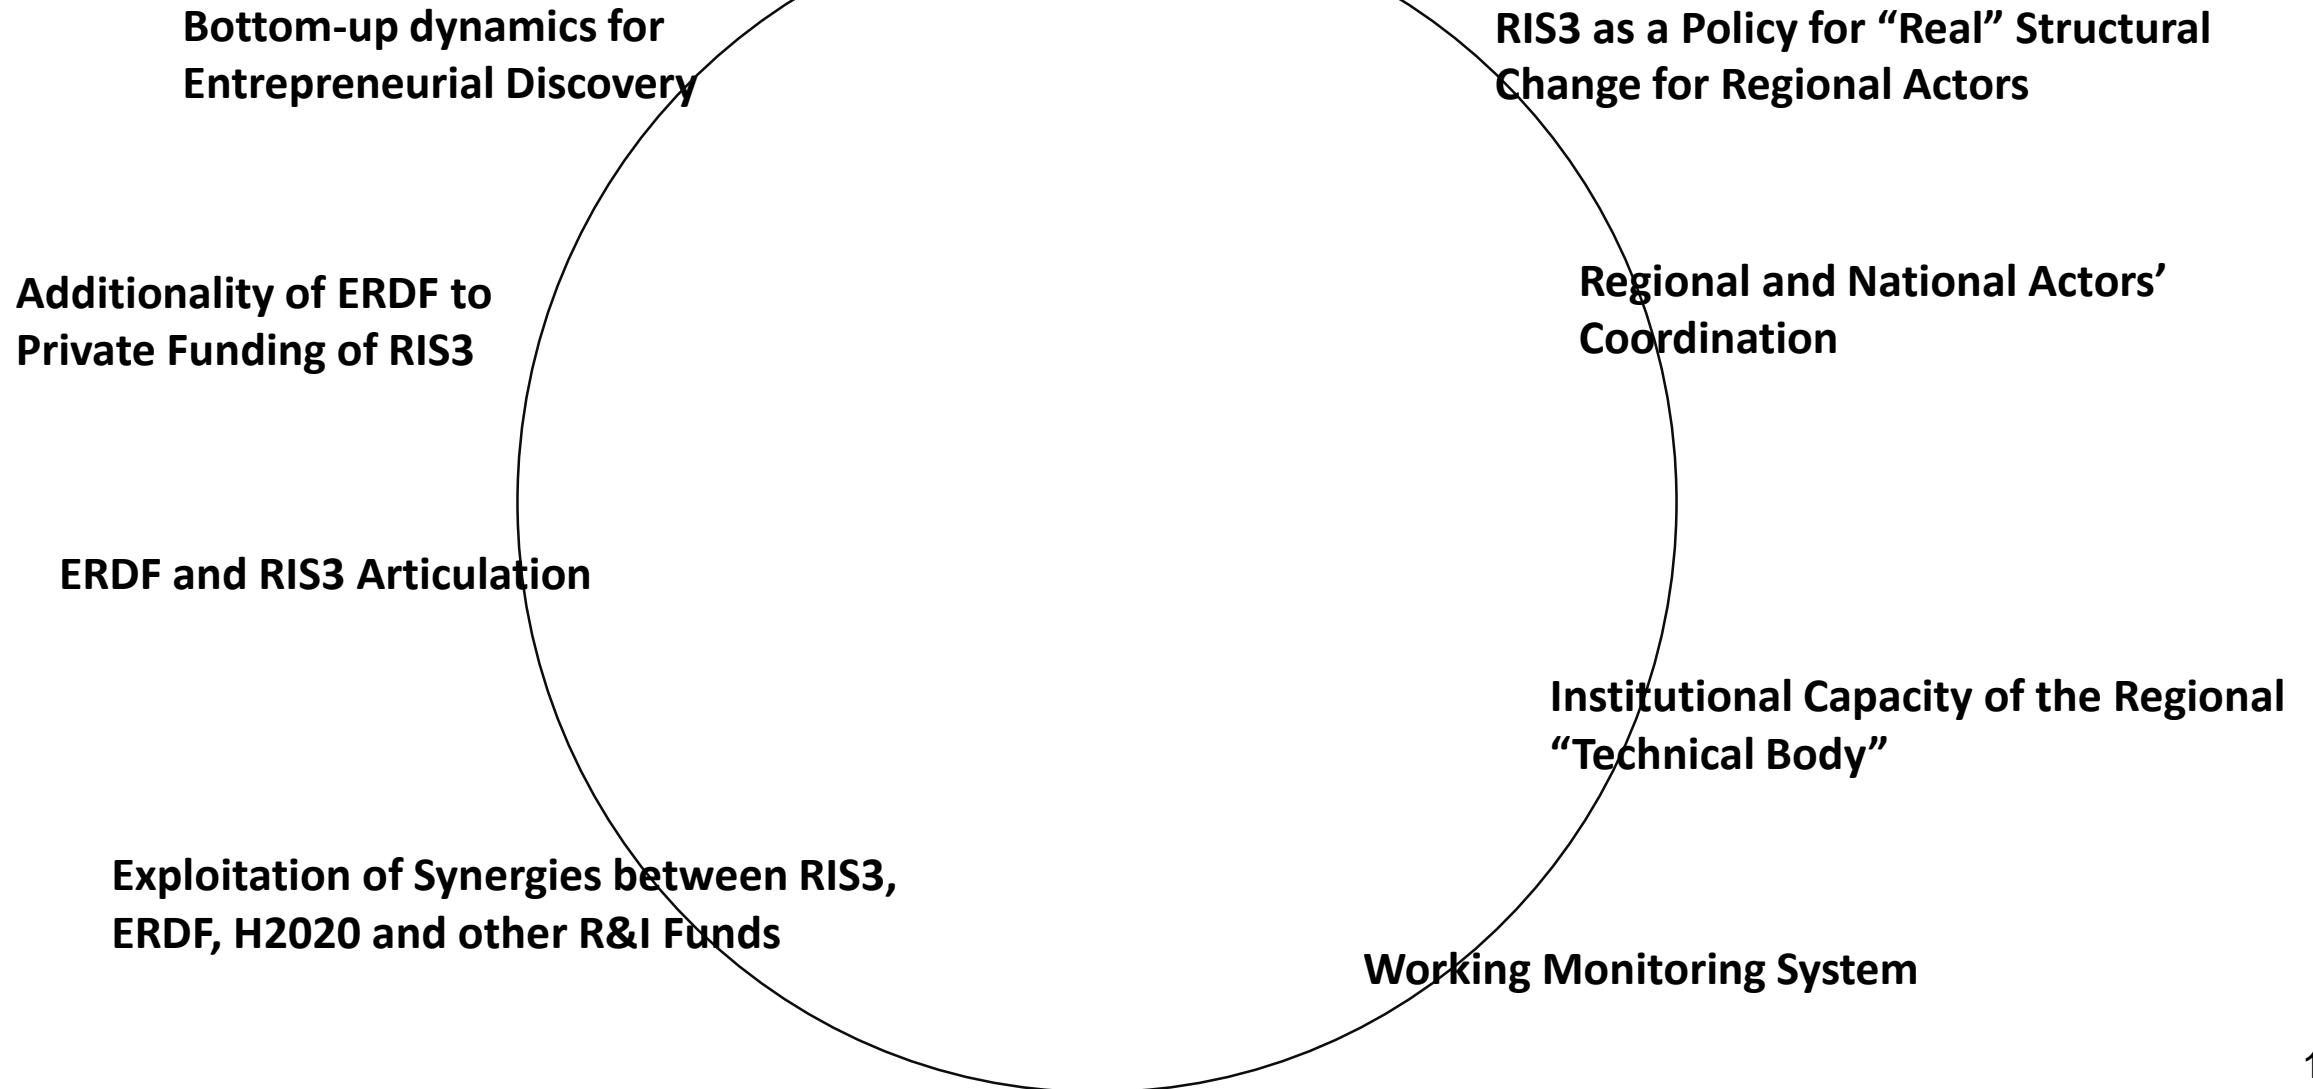 Bottom-up dynamics for
Entrepreneurial Discovery
RIS3 as a Policy for “Real” Structural
Change for Regional Actors
Additionality of ERDF to
Private Funding of RIS3
Regional and National Actors’
Coordination
ERDF and RIS3 Articulation
Institutional Capacity of the Regional
“Technical Body”
Exploitation of Synergies between RIS3,
ERDF, H2020 and other R&I Funds
Working Monitoring System